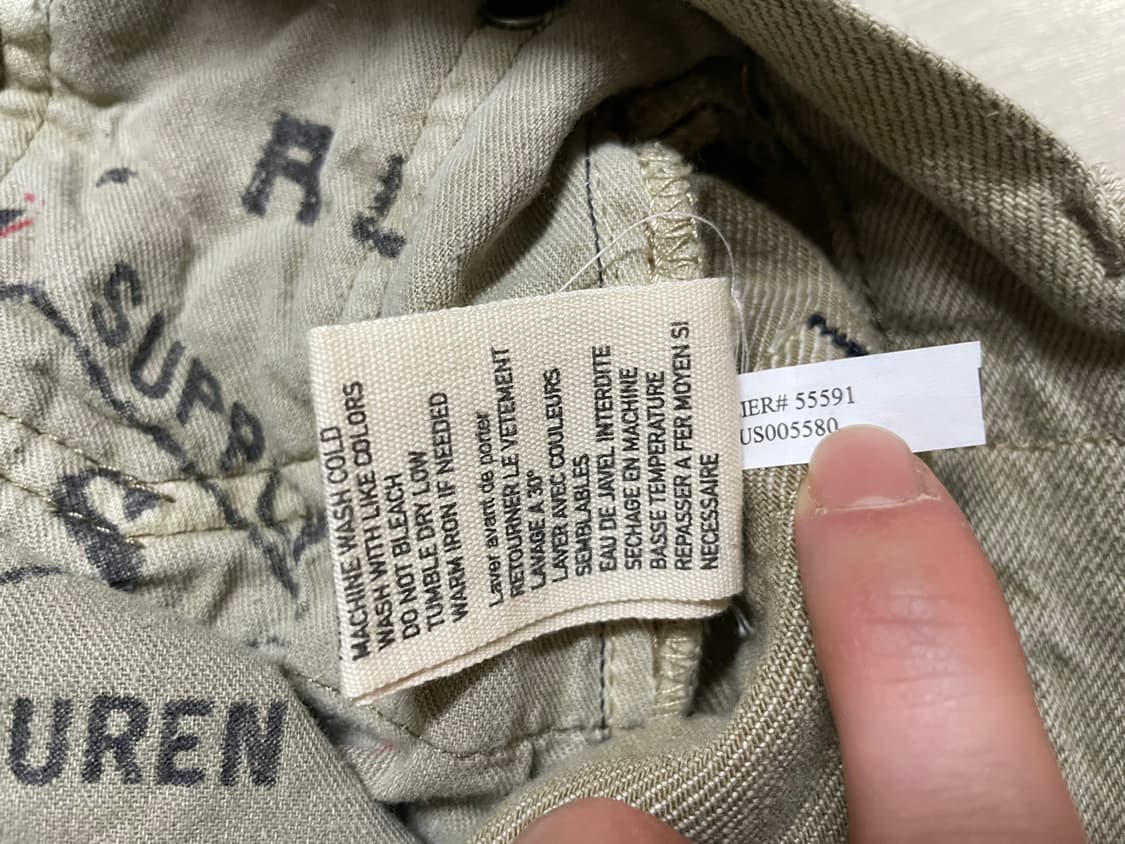 MACHINE WASH COLD
WASH WITH LIKE COLORS
DO NOT BLEACH
TUMBLE DRY LOW
WARM IRON IF NEEDED
Laver avant de porter
RETOURNER LE VETEMENT
LAVAGE A 30°
LAVER AVEC COULEURS
SEMBLABLES
EAU DE JAVEL INTERDITE
SECHAGE EN MACHINE
BASSE TEMPERATURE
REPASSER A FER MOYEN SI
NECESSAIRE
IER# 55591
US005580
SUPP
UREN